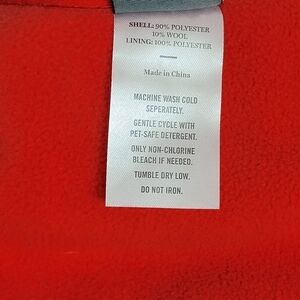 SHELL: 90% POLYESTER
10% WOOL
LINING: 100% POLYESTER
Made in China
MACHINE WASH COLD
SEPERATELY.
GENTLE CYCLE WITH
PET-SAFE DETERGENT.
ONLY NON-CHLORINE
BLEACH IF NEEDED.
TUMBLE DRY LOW.
DO NOT IRON.